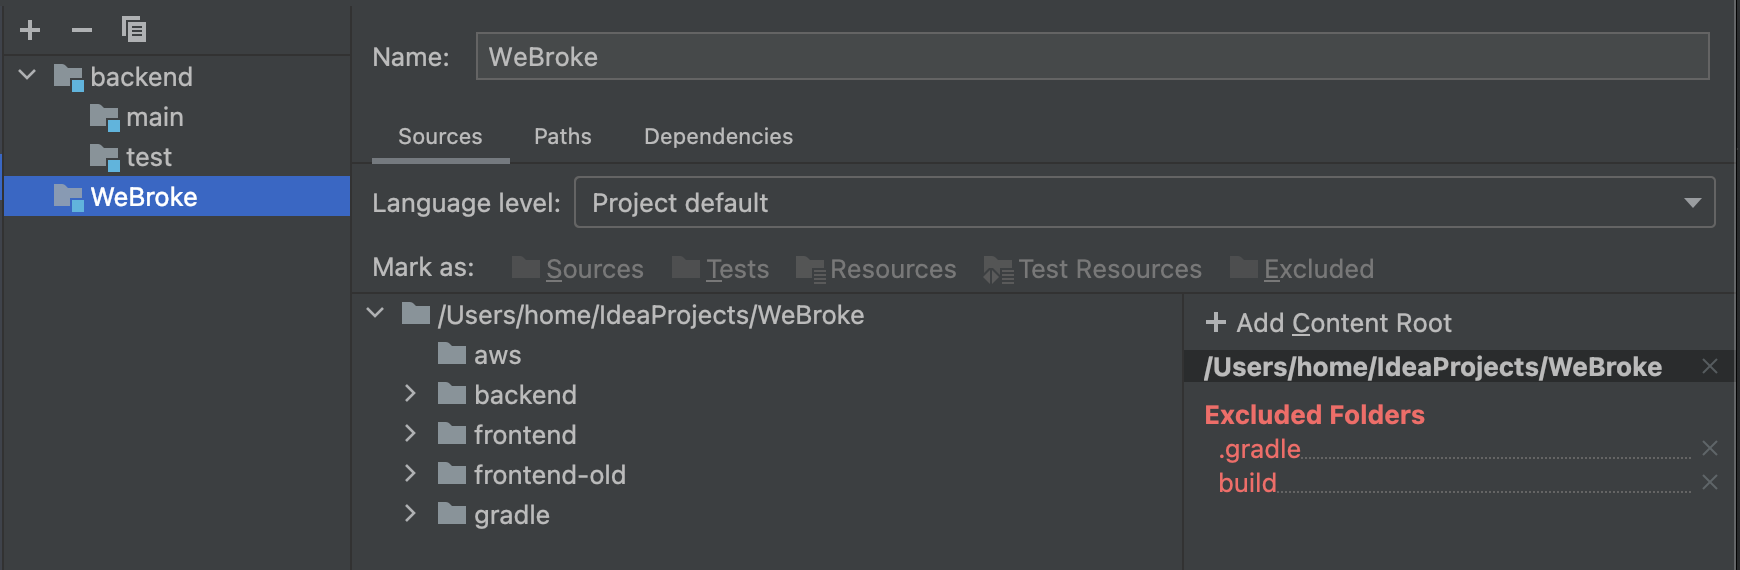 backend
main
test
WeBroke
Name: WeBroke
Sources Paths Dependencies
Language level: Project default
Mark as: Sources Tests Resources Test Resources Excluded
/Users/home/IdeaProjects/WeBroke
aws
backend
frontend
frontend-old
gradle
Add Content Root
/Users/home/IdeaProjects/WeBroke
Excluded Folders
.gradle
build